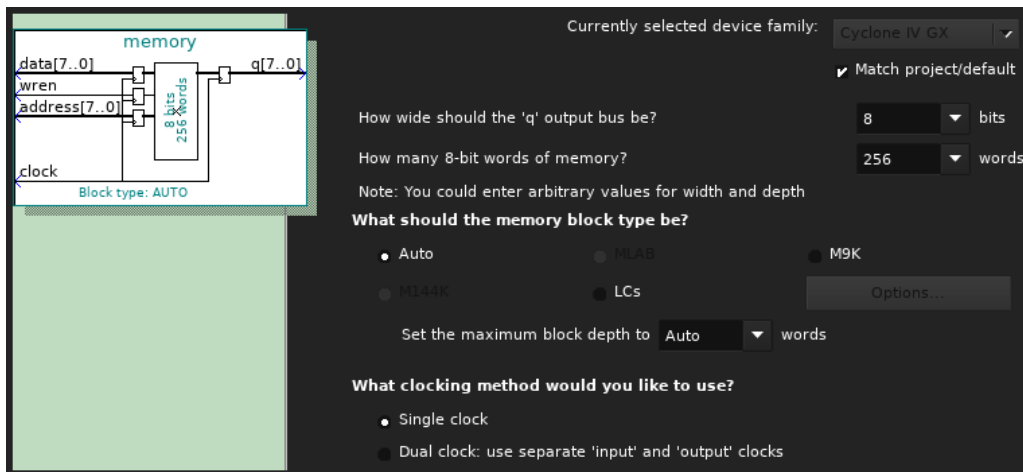 memory
data[7..0]
q[7..0]
wren
address[7..0]
8 bits
256 words
clock
Block type: AUTO
Currently selected device family:
Cyclone IV GX
Match project/default
How wide should the 'q' output bus be?
8
bits
How many 8-bit words of memory?
256
words
Note: You could enter arbitrary values for width and depth
What should the memory block type be?
Auto
MLAB
M9K
M144K
LCs
Options...
Set the maximum block depth to
Auto
words
What clocking method would you like to use?
Single clock
Dual clock: use separate 'input' and 'output' clocks